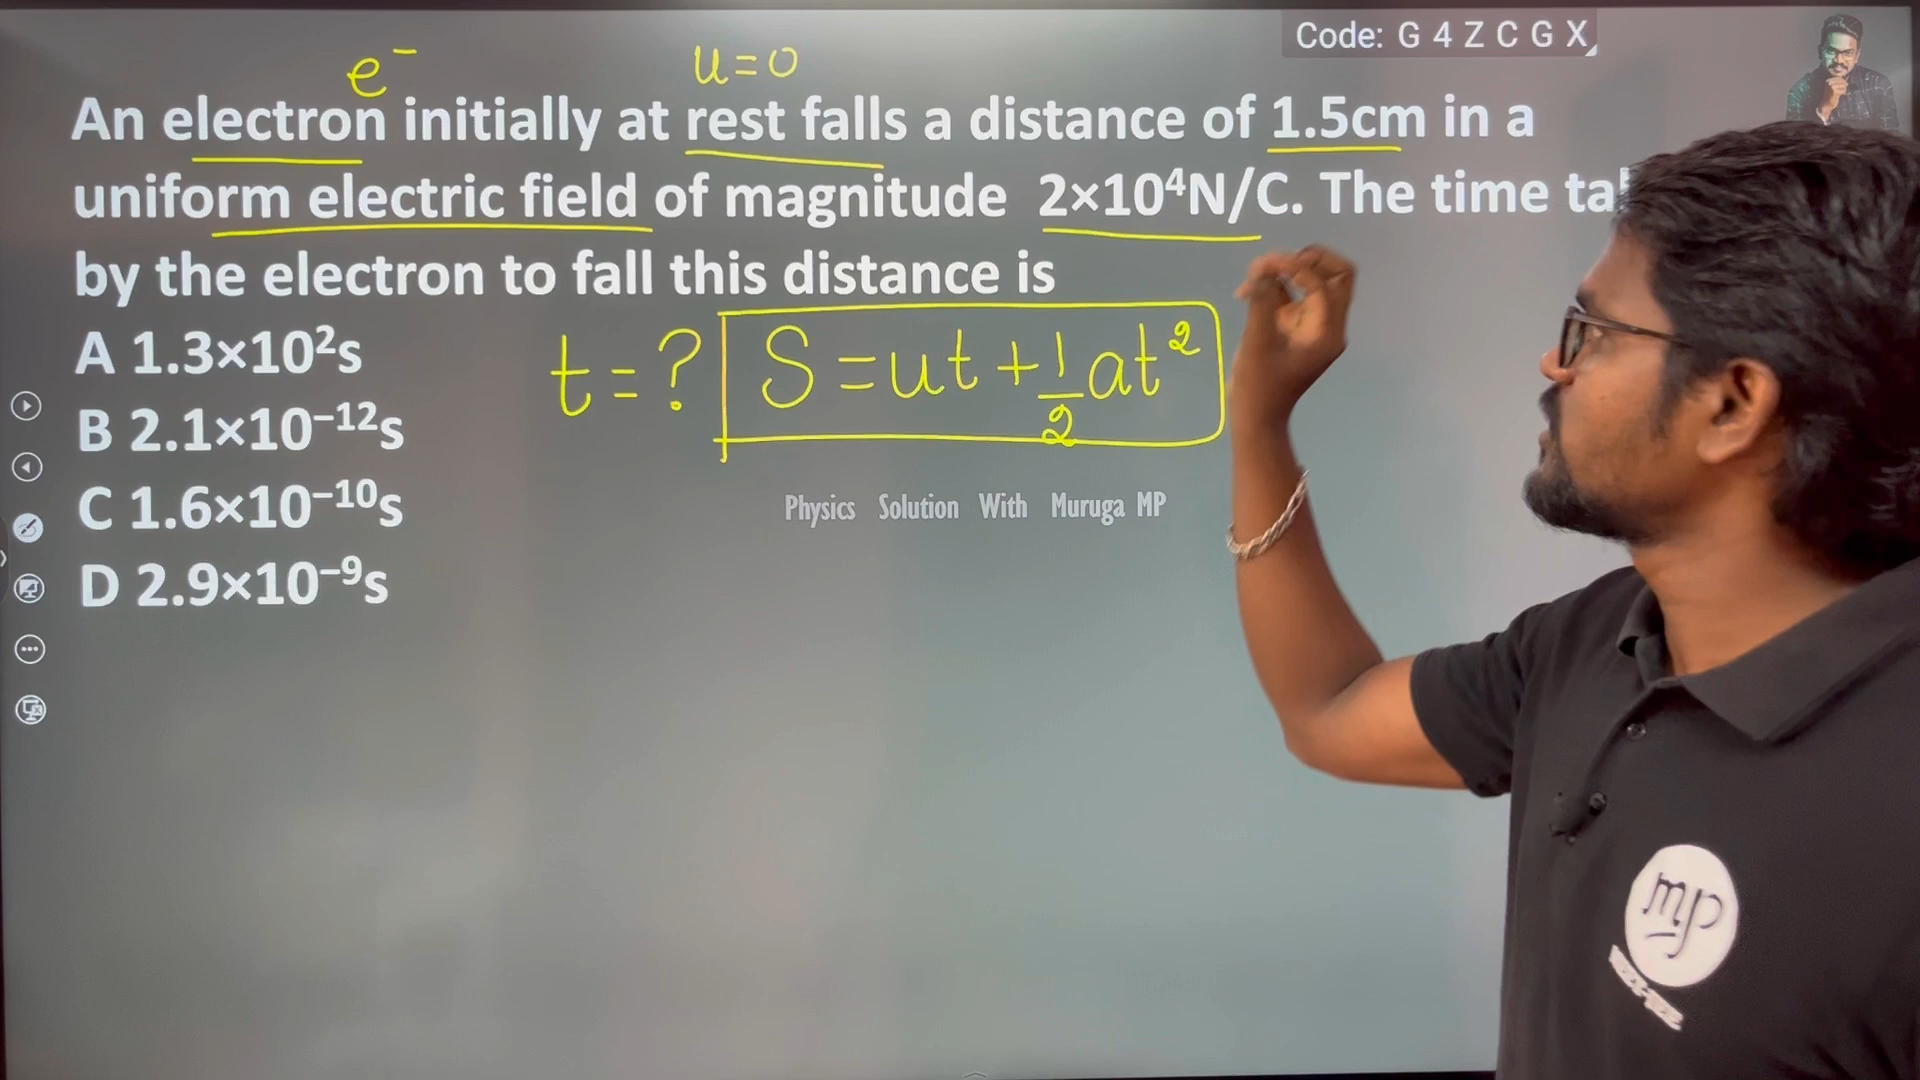 Code: G 4 Z C G X
e⁻ u=0
An electron initially at rest falls a distance of 1.5cm in a
uniform electric field of magnitude 2×10⁴N/C. The time ta
by the electron to fall this distance is
t=? S=ut+½at²
A 1.3×10²s
B 2.1×10⁻¹²s
C 1.6×10⁻¹⁰s
Physics Solution With Muruga MP
D 2.9×10⁻⁹s
mp